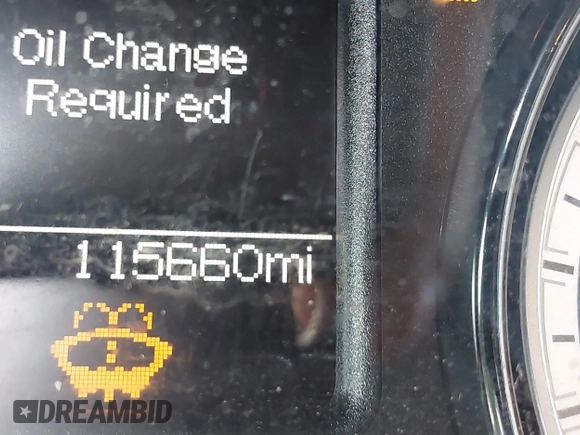 Oil Change
Required
115660mi
DREAMBID